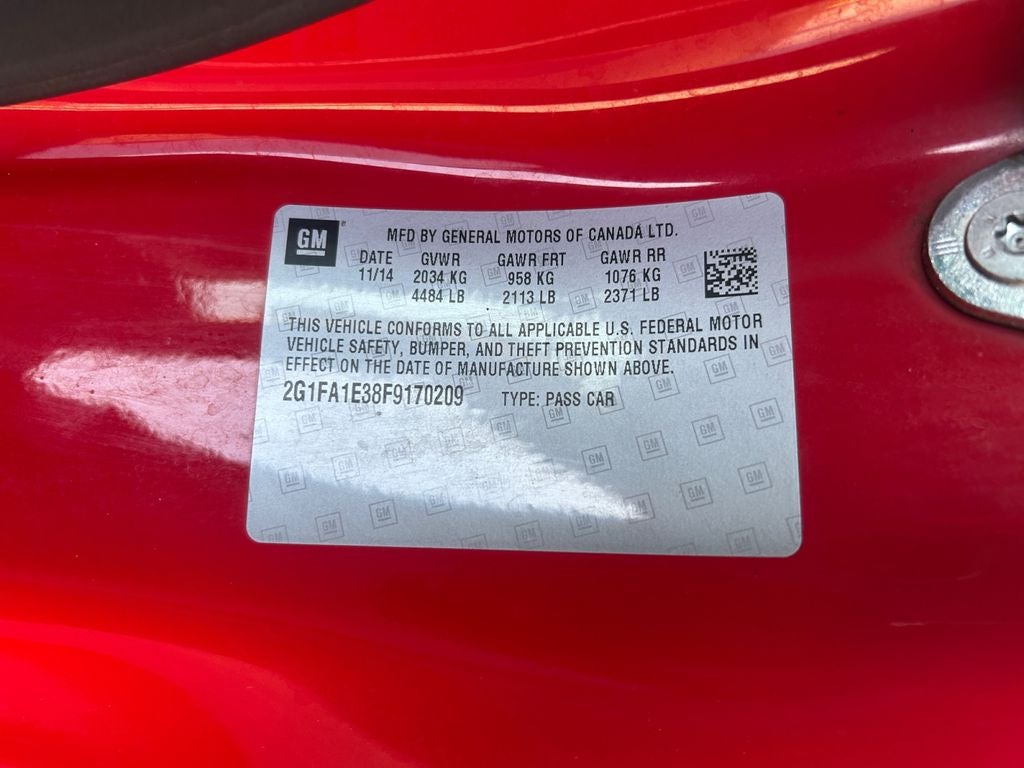 GM
MFD BY GENERAL MOTORS OF CANADA LTD.
DATE GVWR GAWR FRT GAWR RR
11/14 2034 KG 958 KG 1076 KG
4484 LB 2113 LB 2371 LB
THIS VEHICLE CONFORMS TO ALL APPLICABLE U.S. FEDERAL MOTOR
VEHICLE SAFETY, BUMPER, AND THEFT PREVENTION STANDARDS IN
EFFECT ON THE DATE OF MANUFACTURE SHOWN ABOVE.
2G1FA1E38F9170209 TYPE: PASS CAR